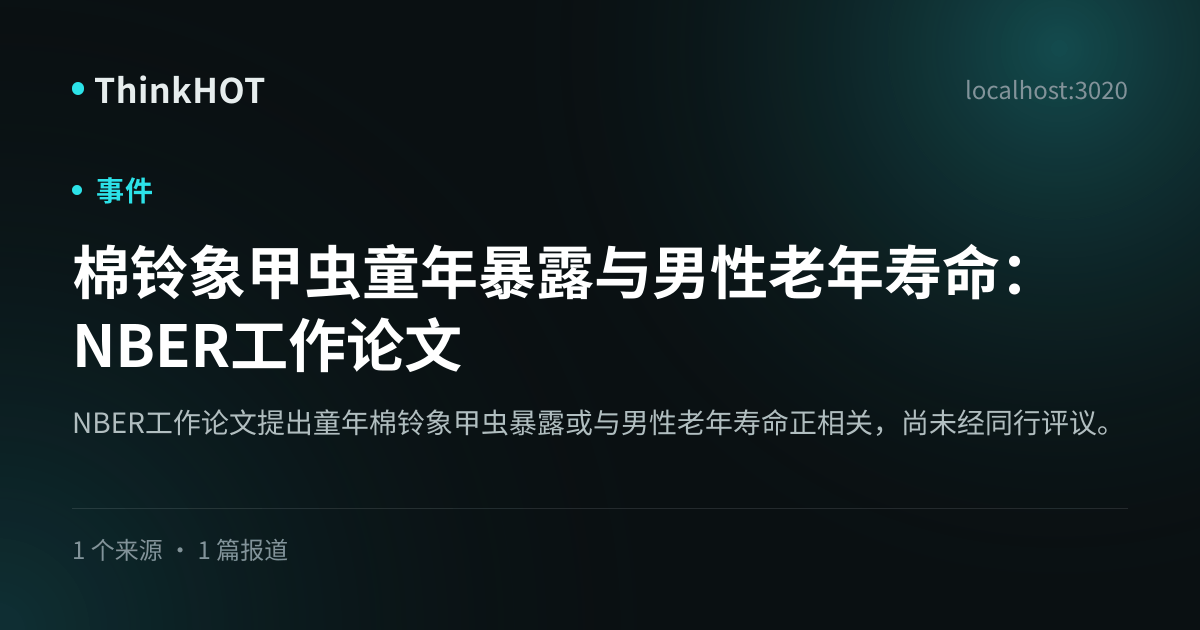 ThinkHOT
localhost:3020
事件
棉铃象甲虫童年暴露与男性老年寿命：
NBER工作论文
NBER工作论文提出童年棉铃象甲虫暴露或与男性老年寿命正相关，尚未经同行评议。
1 个来源 · 1 篇报道